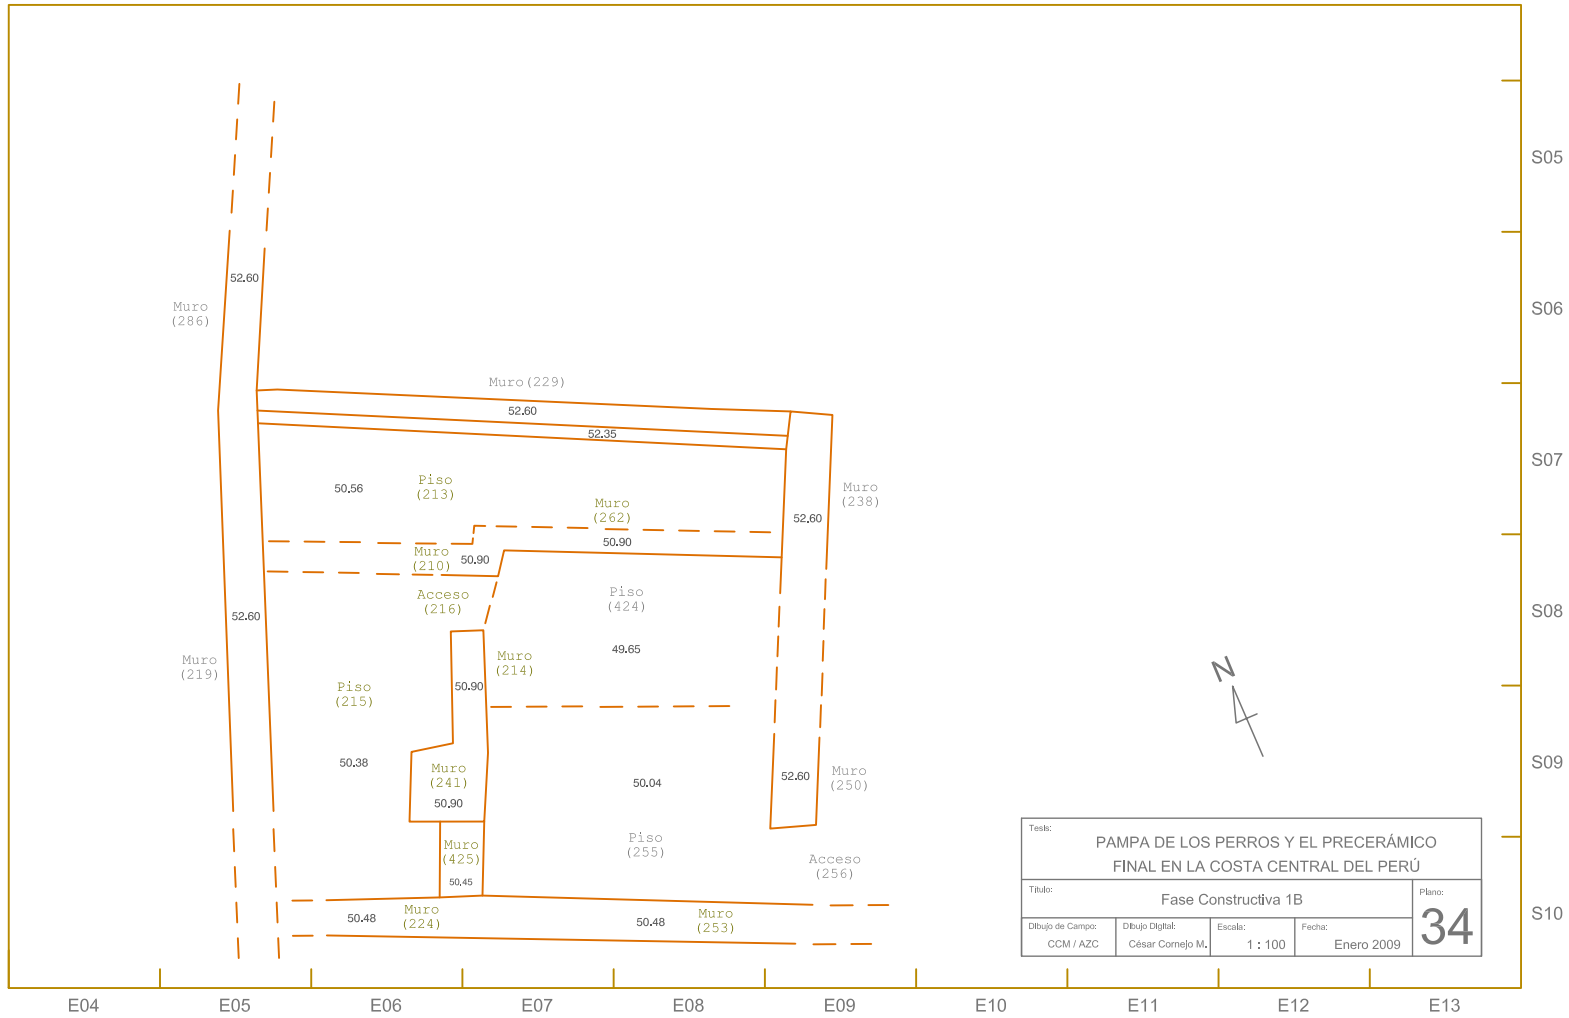 S05
52.60
Muro
(286)
S06
Muro(229)
52.60
52.35
S07
Piso
(213)
50.56
Muro
(238)
Muro
(262)
52.60
50.90
Muro
(210)
50.90
Acceso
(216)
Piso
(424)
S08
52.60
49.65
Muro
(219)
Muro
(214)
50.90
N
Piso
(215)
50.38
Muro
(241)
50.90
50.04
52.60
Muro
(250)
S09
Piso
(255)
Muro
(425)
50.45
Acceso
(256)
50.48
Muro
(224)
50.48
Muro
(253)
S10
Tesis:
PAMPA DE LOS PERROS Y EL PRECERÁMICO
FINAL EN LA COSTA CENTRAL DEL PERÚ
Título:
Fase Constructiva 1B
Plano:
34
Dibujo de Campo:
CCM / AZC
Dibujo Digital:
César Cornejo M.
Escala:
1 : 100
Fecha:
Enero 2009
E04 E05 E06 E07 E08 E09 E10 E11 E12 E13